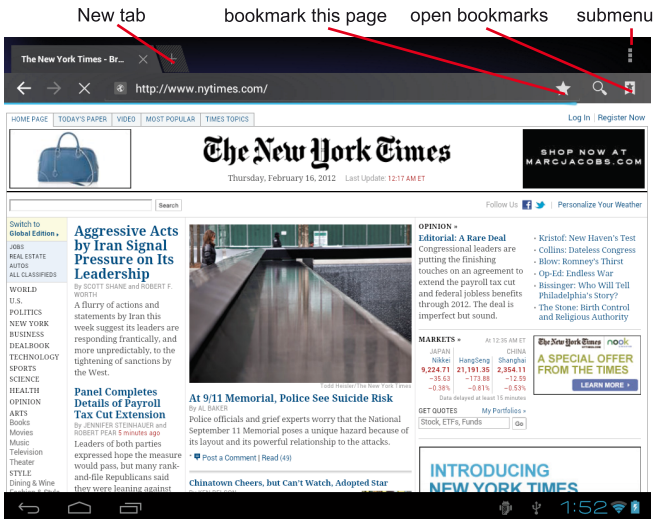 New tab
bookmark this page
open bookmarks
submenu
The New York Times - Br...
http://www.nytimes.com/
HOME PAGE
TODAY'S PAPER
VIDEO
MOST POPULAR
TIMES TOPICS
Log In
Register Now
The New York Times
Thursday, February 16, 2012 Last Update: 12:17 AM ET
SHOP NOW AT
MARCJACOBS.COM
Search
Follow Us
Personalize Your Weather
Switch to
Global Edition
JOBS
REAL ESTATE
AUTOS
ALL CLASSIFIEDS
WORLD
U.S.
POLITICS
NEW YORK
BUSINESS
DEALBOOK
TECHNOLOGY
SPORTS
SCIENCE
HEALTH
OPINION
ARTS
Books
Movies
Music
Television
Theater
STYLE
Dining & Wine
Fashion & Style
Aggressive Acts
by Iran Signal
Pressure on Its
Leadership
By SCOTT SHANE and ROBERT F.
WORTH
A flurry of actions and
statements by Iran this
week suggest its leaders are
responding frantically, and
more unpredictably, to the
tightening of sanctions by
the West.
Panel Completes
Details of Payroll
Tax Cut Extension
By JENNIFER STEINHAUER and
ROBERT PEAR 5 minutes ago
Leaders of both parties
expressed hope the measure
would pass, but many rank-
and-file Republicans said
they were leaning against
Todd Heisler/The New York Times
At 9/11 Memorial, Police See Suicide Risk
By AL BAKER
Police officials and grief experts worry that the National
September 11 Memorial poses a unique hazard because of
its layout and its powerful relationship to the attacks.
• Post a Comment | Read (49)
Chinatown Cheers, but Can't Watch, Adopted Star
OPINION »
Editorial: A Rare Deal
Congressional leaders are
putting the finishing
touches on an agreement to
extend the payroll tax cut
and federal jobless benefits
through 2012. The deal is
imperfect but sound.
• Kristof: New Haven's Test
• Collins: Dateless Congress
• Blow: Romney's Thirst
• Op-Ed: Endless War
• Bissinger: Who Will Tell
Philadelphia's Story?
• The Stone: Birth Control
and Religious Authority
MARKETS »
At 12:35 AM ET
JAPAN
CHINA
Nikkei HangSeng Shanghai
9,224.71 21,191.35 2,354.11
−35.63 −173.88 −12.59
−0.38% −0.81% −0.53%
Data delayed at least 15 minutes
GET QUOTES
My Portfolios »
Stock, ETFs, Funds
Go
The New York Times nook
A SPECIAL OFFER
FROM THE TIMES
LEARN MORE
INTRODUCING
NEW YORK TIMES
1:52